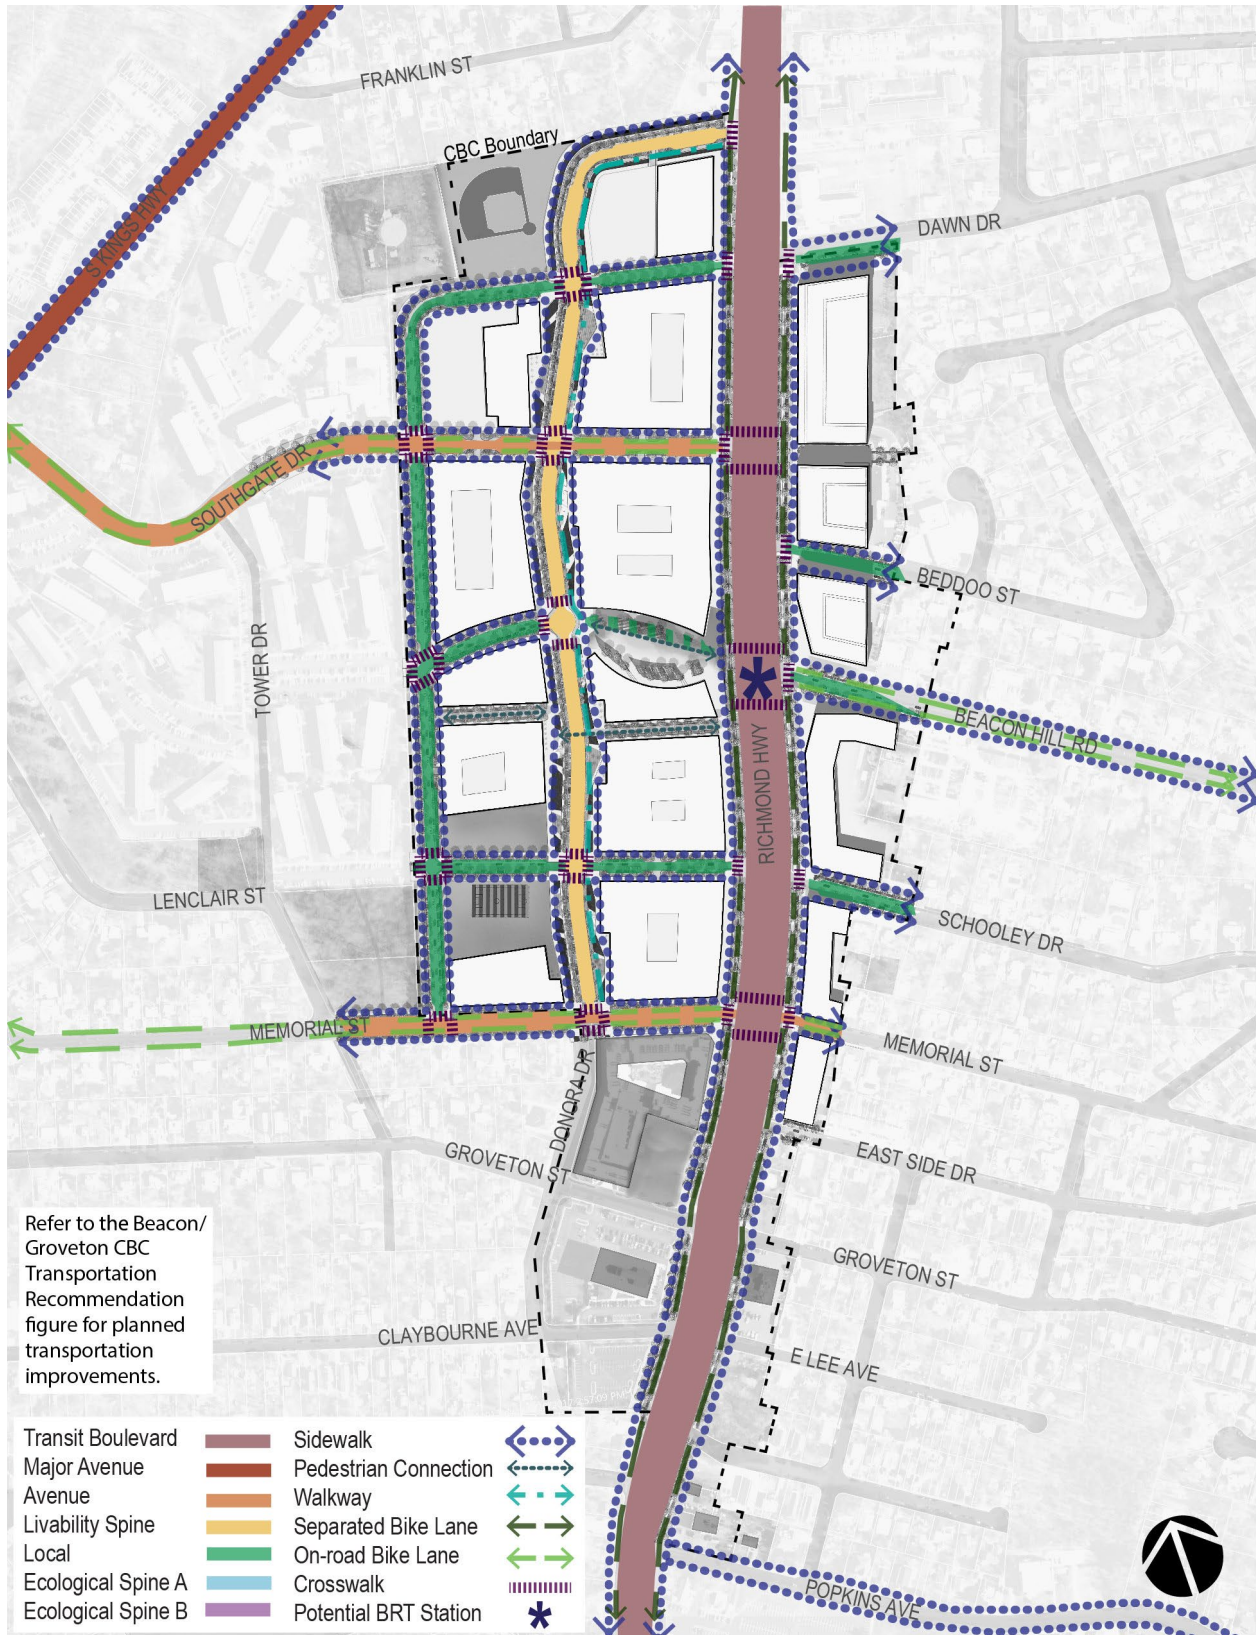 FRANKLIN ST
CBC Boundary
S KINGS HWY
DAWN DR
SOUTHGATE DR
BEDDOO ST
TOWER DR
BEACON HILL RD
RICHMOND HWY
LENCLAIR ST
SCHOOLEY DR
MEMORIAL ST
MEMORIAL ST
DONORA DR
GROVETON ST
EAST SIDE DR
GROVETON ST
CLAYBOURNE AVE
E LEE AVE
POPKINS AVE
Refer to the Beacon/
Groveton CBC
Transportation
Recommendation
figure for planned
transportation
improvements.
Transit Boulevard
Major Avenue
Avenue
Livability Spine
Local
Ecological Spine A
Ecological Spine B
Sidewalk
Pedestrian Connection
Walkway
Separated Bike Lane
On-road Bike Lane
Crosswalk
Potential BRT Station